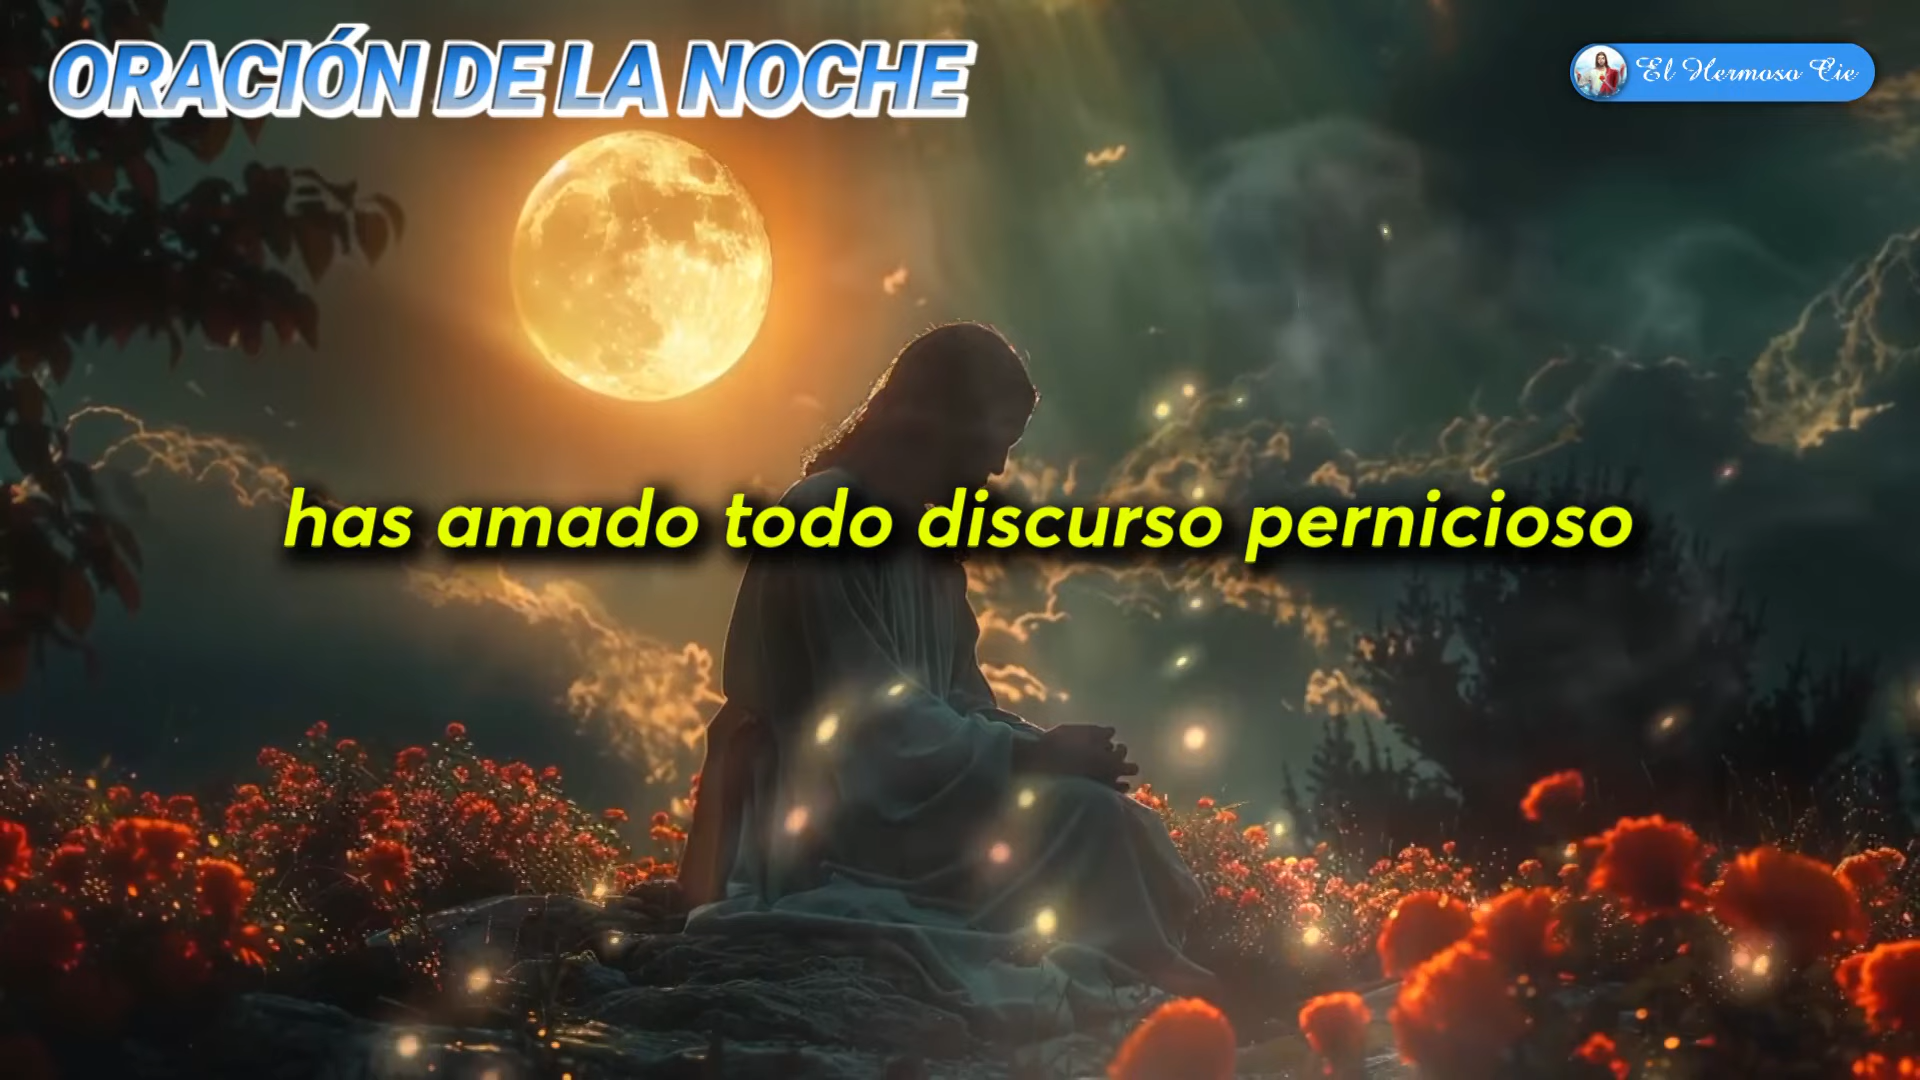 ORACIÓN DE LA NOCHE
El Hermoso Cie
has amado todo discurso pernicioso